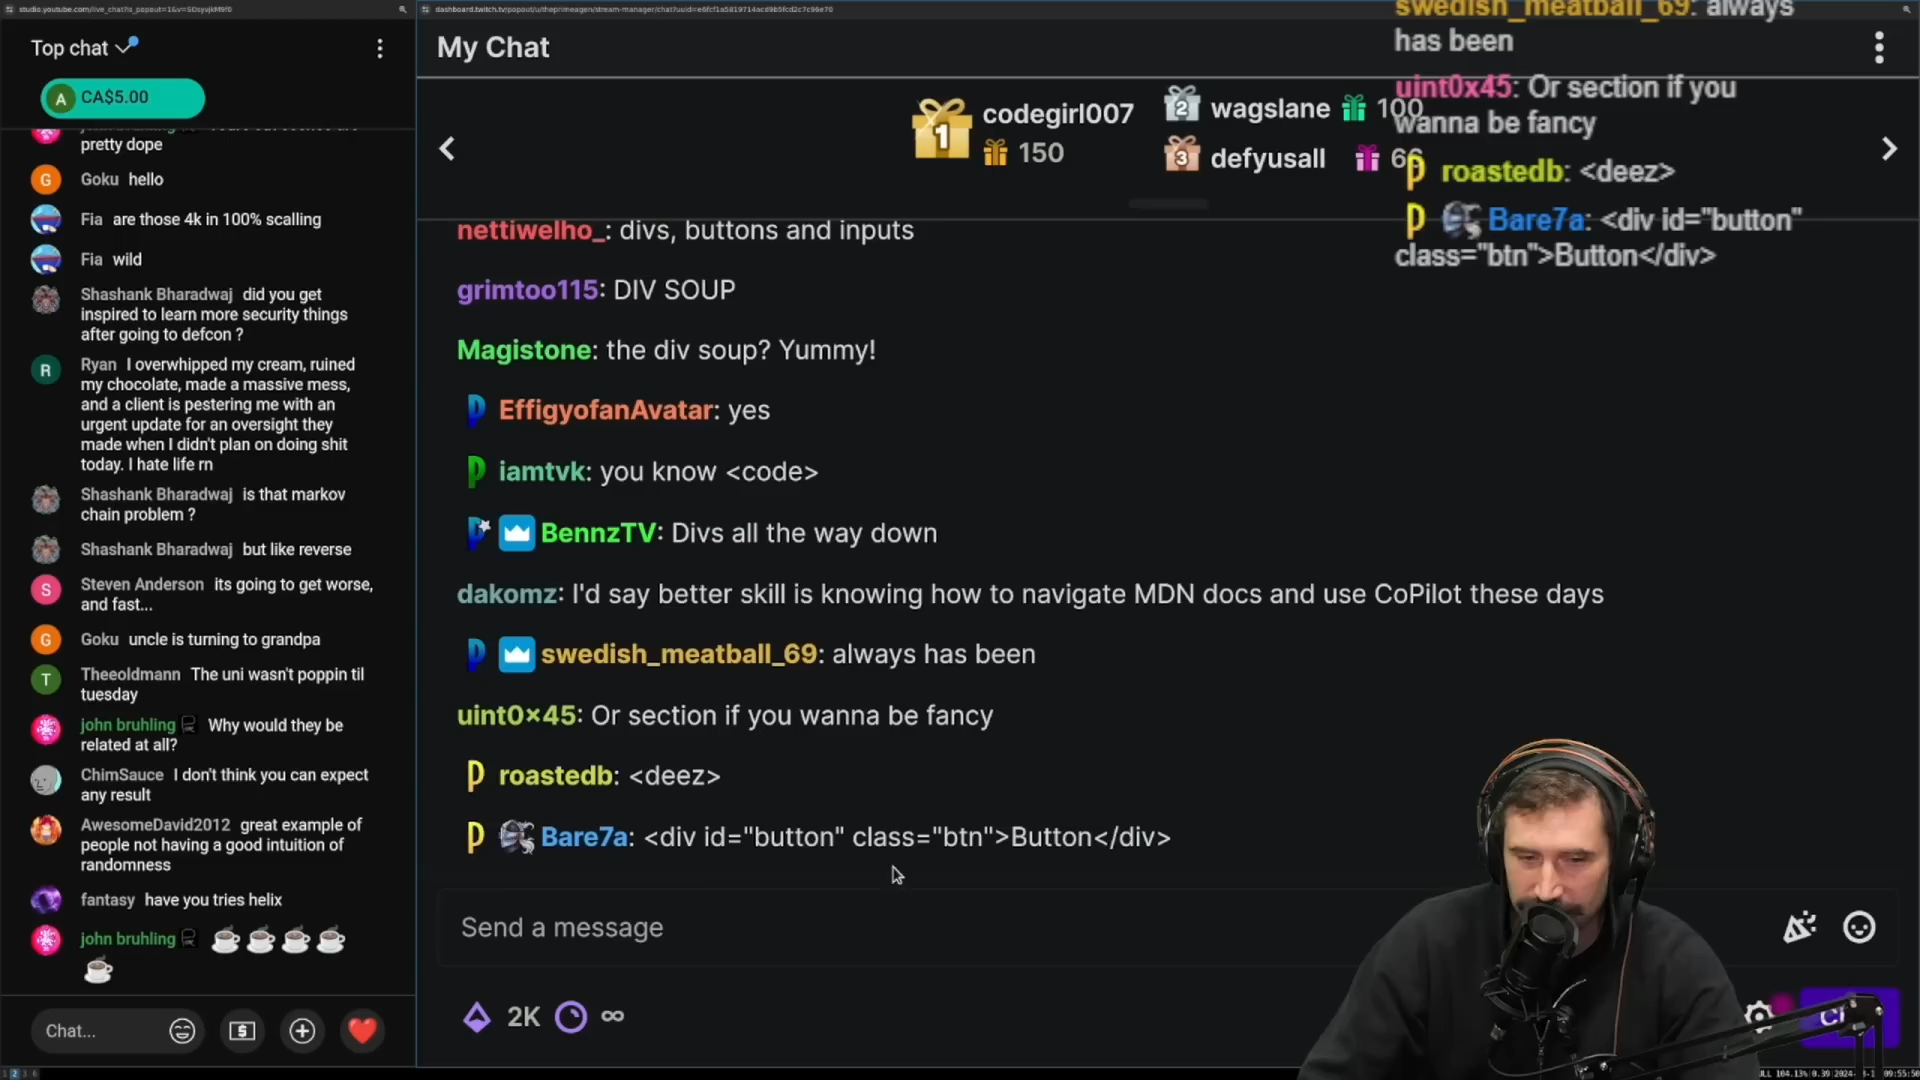 studio.youtube.com/live_chat?is_popout=1&v=SDsyvjkM9f0
Top chat
A CA$5.00
pretty dope
G Goku hello
Fia are those 4k in 100% scalling
Fia wild
Shashank Bharadwaj did you get
inspired to learn more security things
after going to defcon ?
R Ryan I overwhipped my cream, ruined
my chocolate, made a massive mess,
and a client is pestering me with an
urgent update for an oversight they
made when I didn't plan on doing shit
today. I hate life rn
Shashank Bharadwaj is that markov
chain problem ?
Shashank Bharadwaj but like reverse
S Steven Anderson its going to get worse,
and fast...
G Goku uncle is turning to grandpa
T Theeoldmann The uni wasn't poppin til
tuesday
john bruhling Why would they be
related at all?
ChimSauce I don't think you can expect
any result
AwesomeDavid2012 great example of
people not having a good intuition of
randomness
fantasy have you tries helix
john bruhling ☕☕☕☕
☕
Chat...
My Chat
1 codegirl007
150
2 wagslane 100
3 defyusall
nettiwelho_: divs, buttons and inputs
grimtoo115: DIV SOUP
Magistone: the div soup? Yummy!
EffigyofanAvatar: yes
iamtvk: you know <code>
BennzTV: Divs all the way down
dakomz: I'd say better skill is knowing how to navigate MDN docs and use CoPilot these days
swedish_meatball_69: always has been
uint0x45: Or section if you wanna be fancy
roastedb: <deez>
Bare7a: <div id="button" class="btn">Button</div>
Send a message
2K ∞
swedish_meatball_69: always
has been
uint0x45: Or section if you
wanna be fancy
roastedb: <deez>
Bare7a: <div id="button"
class="btn">Button</div>